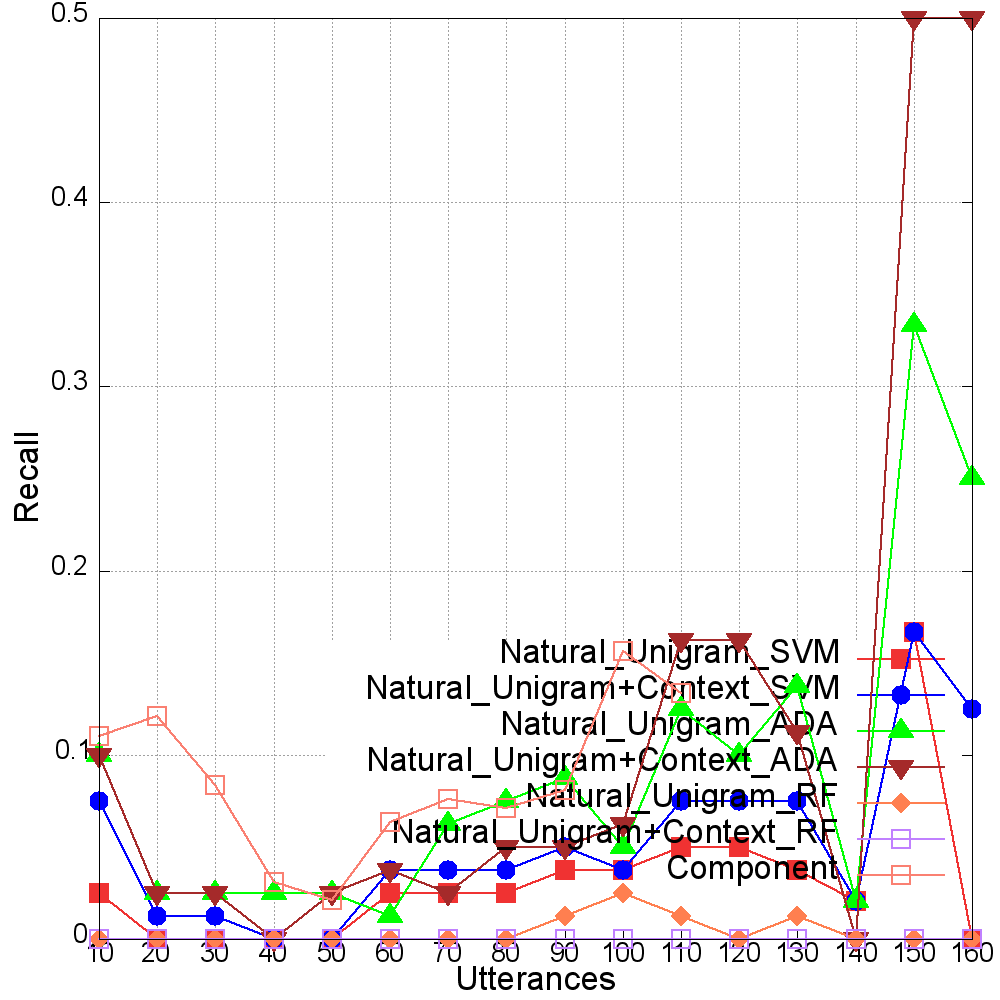 0.5
0.4
0.3
0.2
0.1
0
Recall
Natural_Unigram_SVM
Natural_Unigram+Context_SVM
Natural_Unigram_ADA
Natural_Unigram+Context_ADA
Natural_Unigram_RF
Natural_Unigram+Context_RF
Component
10 20 30 40 50 60 70 80 90 100 110 120 130 140 150 160
Utterances